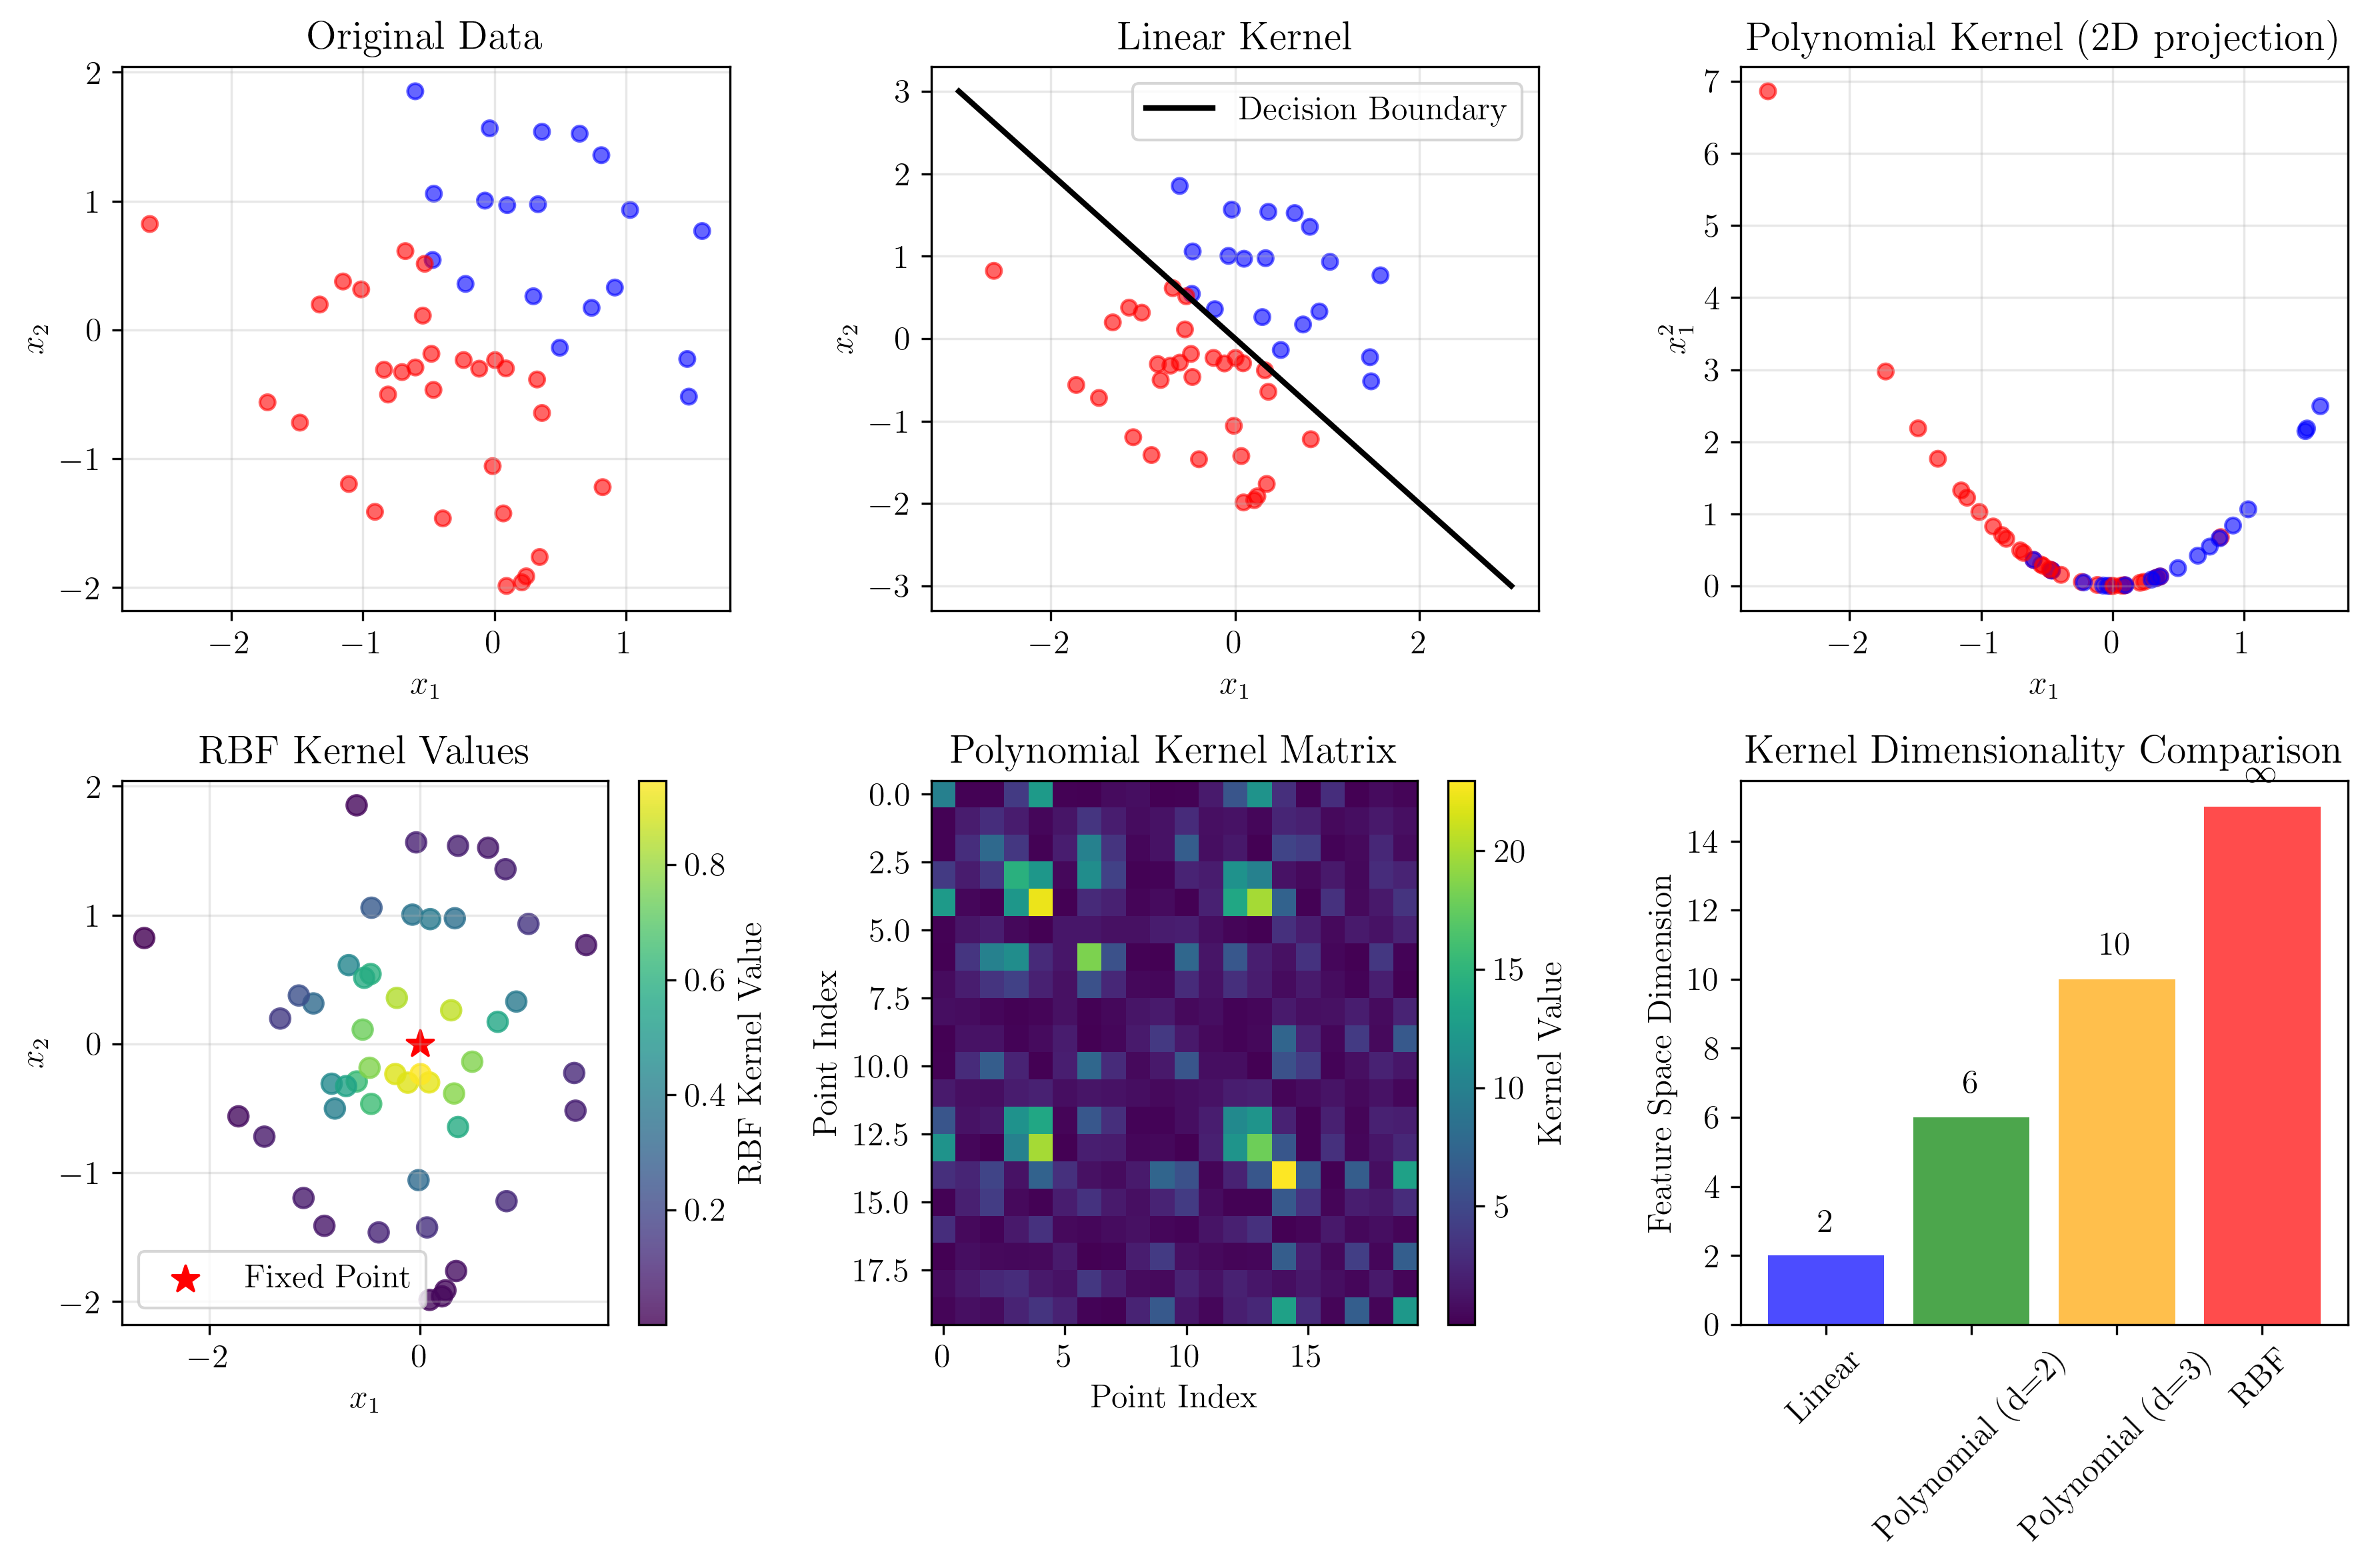 Original Data
2
1
0
−1
−2
x₂
−2
−1
0
1
x₁
Linear Kernel
Decision Boundary
3
2
1
0
−1
−2
−3
x₂
−2
0
2
x₁
Polynomial Kernel (2D projection)
7
6
5
4
3
2
1
0
x₁²
−2
−1
0
1
x₁
RBF Kernel Values
2
1
0
−1
−2
x₂
Fixed Point
−2
0
x₁
0.8
0.6
0.4
0.2
RBF Kernel Value
Polynomial Kernel Matrix
0.0
2.5
5.0
7.5
10.0
12.5
15.0
17.5
Point Index
0
5
10
15
Point Index
20
15
10
5
Kernel Value
Kernel Dimensionality Comparison
∞
14
12
10
8
6
4
2
0
Feature Space Dimension
2
6
10
Linear
Polynomial (d=2)
Polynomial (d=3)
RBF